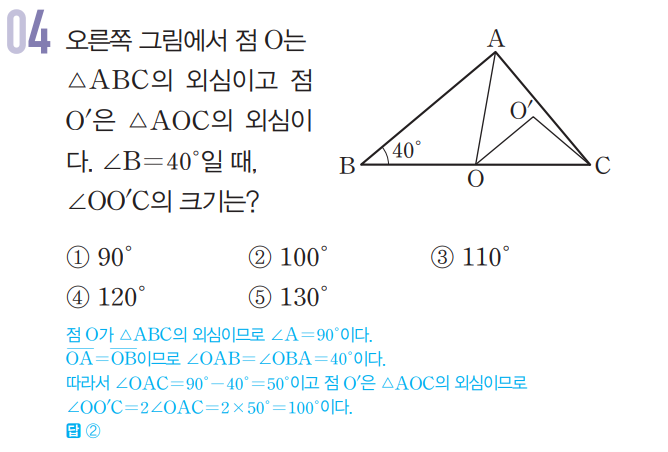 04
오른쪽 그림에서 점 O는
△ABC의 외심이고 점
O′은 △AOC의 외심이
다. ∠B=40°일 때,
∠OO′C의 크기는?
A
O′
B
40°
O
C
① 90° ② 100° ③ 110°
④ 120° ⑤ 130°
점 O가 △ABC의 외심이므로 ∠A=90°이다.
O̅A̅=O̅B̅이므로 ∠OAB=∠OBA=40°이다.
따라서 ∠OAC=90°-40°=50°이고 점 O′은 △AOC의 외심이므로
∠OO′C=2∠OAC=2×50°=100°이다.
답 ②